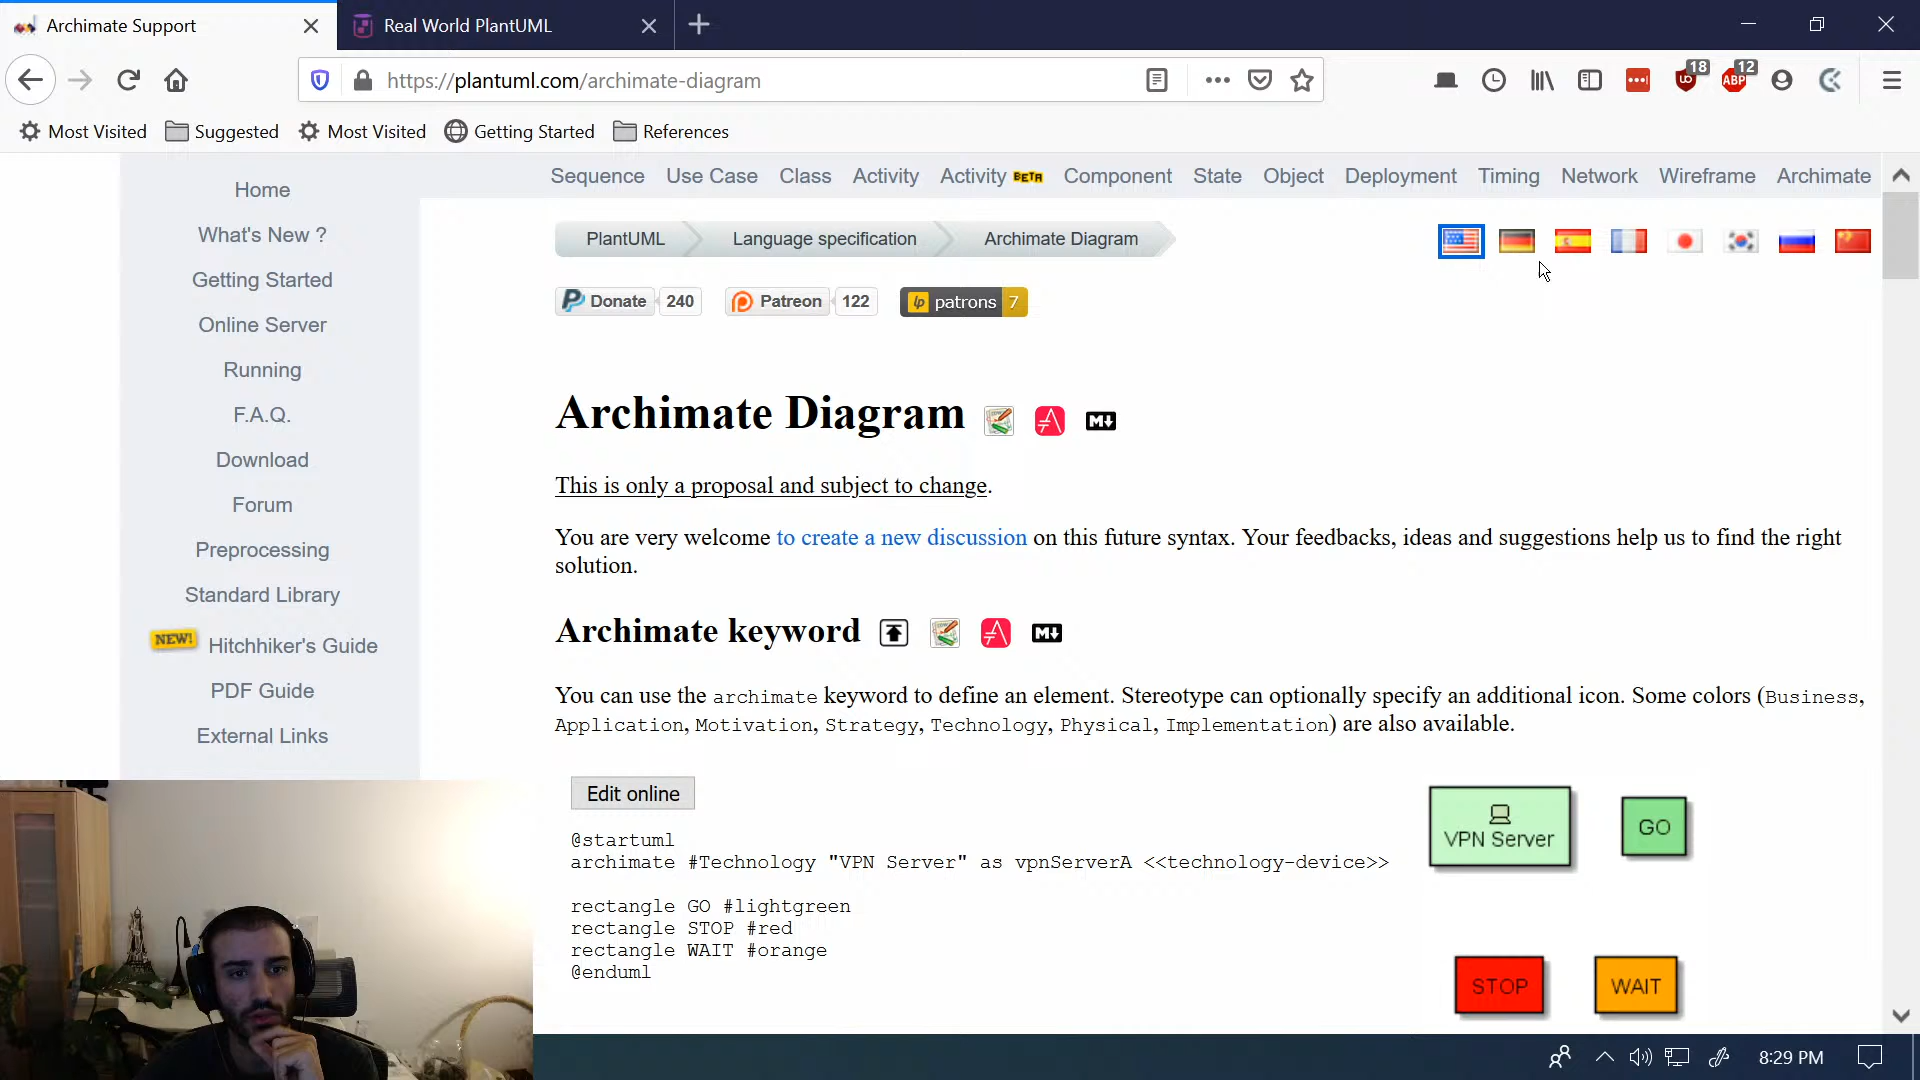 Archimate Support
Real World PlantUML
https://plantuml.com/archimate-diagram
18
ABP
12
Most Visited
Suggested
Most Visited
Getting Started
References
Sequence Use Case Class Activity Activity BETA Component State Object Deployment Timing Network Wireframe Archimate
Home
What's New ?
Getting Started
Online Server
Running
F.A.Q.
Download
Forum
Preprocessing
Standard Library
NEW! Hitchhiker's Guide
PDF Guide
External Links
PlantUML Language specification Archimate Diagram
Donate 240 Patreon 122 lp patrons 7
Archimate Diagram M↓
This is only a proposal and subject to change.
You are very welcome to create a new discussion on this future syntax. Your feedbacks, ideas and suggestions help us to find the right
solution.
Archimate keyword M↓
You can use the archimate keyword to define an element. Stereotype can optionally specify an additional icon. Some colors (Business,
Application, Motivation, Strategy, Technology, Physical, Implementation) are also available.
Edit online
@startuml
archimate #Technology "VPN Server" as vpnServerA <<technology-device>>
rectangle GO #lightgreen
rectangle STOP #red
rectangle WAIT #orange
@enduml
VPN Server
GO
STOP
WAIT
8:29 PM